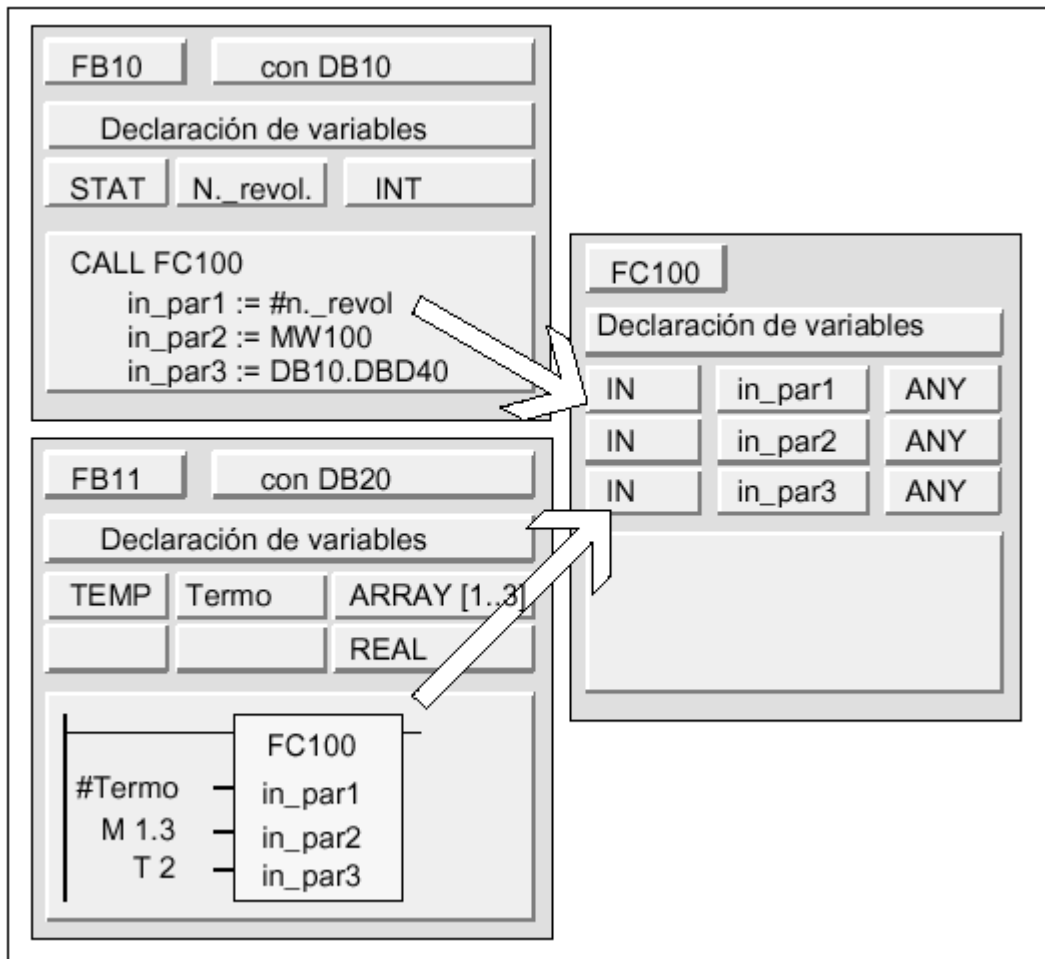 FB10
con DB10
Declaración de variables
STAT
N._revol.
INT
CALL FC100
in_par1 := #n._revol
in_par2 := MW100
in_par3 := DB10.DBD40
FB11
con DB20
Declaración de variables
TEMP
Termo
ARRAY [1..3]
REAL
FC100
#Termo
in_par1
M 1.3
in_par2
T 2
in_par3
FC100
Declaración de variables
IN
in_par1
ANY
IN
in_par2
ANY
IN
in_par3
ANY